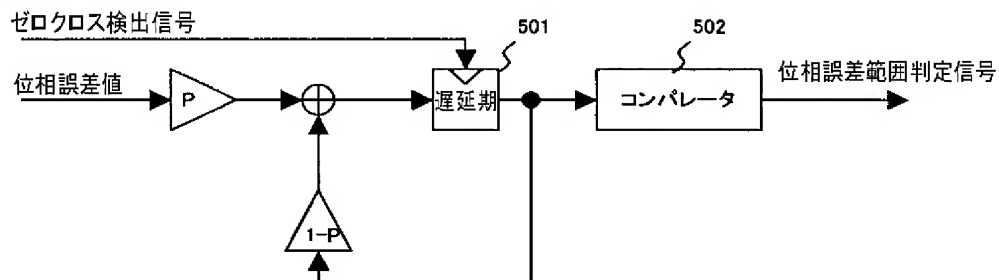 ゼロクロス検出信号
501
502
位相誤差値
P
遅延期
コンパレータ
位相誤差範囲判定信号
1-P